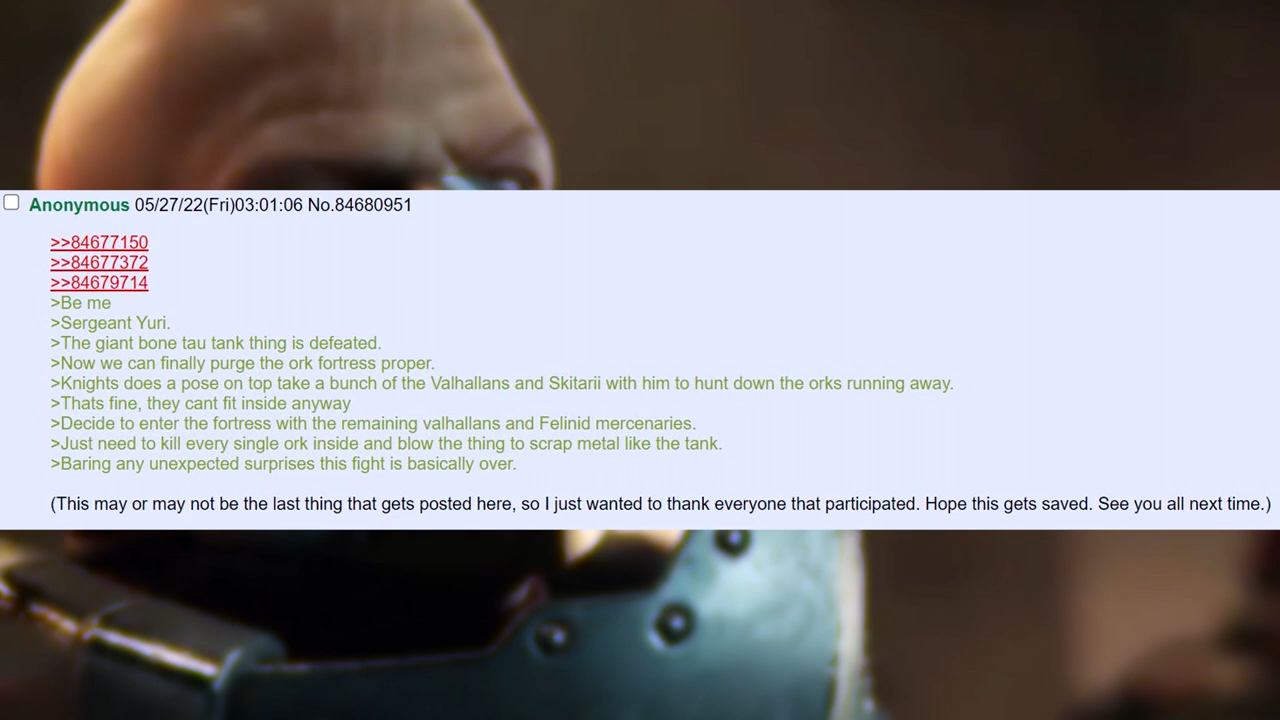 Anonymous 05/27/22(Fri)03:01:06 No.84680951
>>84677150
>>84677372
>>84679714
>Be me
>Sergeant Yuri.
>The giant bone tau tank thing is defeated.
>Now we can finally purge the ork fortress proper.
>Knights does a pose on top take a bunch of the Valhallans and Skitarii with him to hunt down the orks running away.
>Thats fine, they cant fit inside anyway
>Decide to enter the fortress with the remaining valhallans and Felinid mercenaries.
>Just need to kill every single ork inside and blow the thing to scrap metal like the tank.
>Baring any unexpected surprises this fight is basically over.
(This may or may not be the last thing that gets posted here, so I just wanted to thank everyone that participated. Hope this gets saved. See you all next time.)